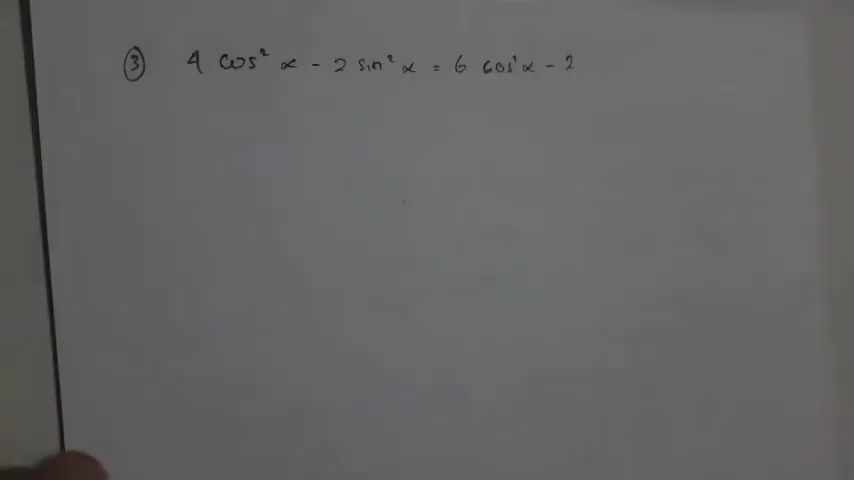 ③ 4 cos² α - 2 sin² α = 6 cos² α - 2